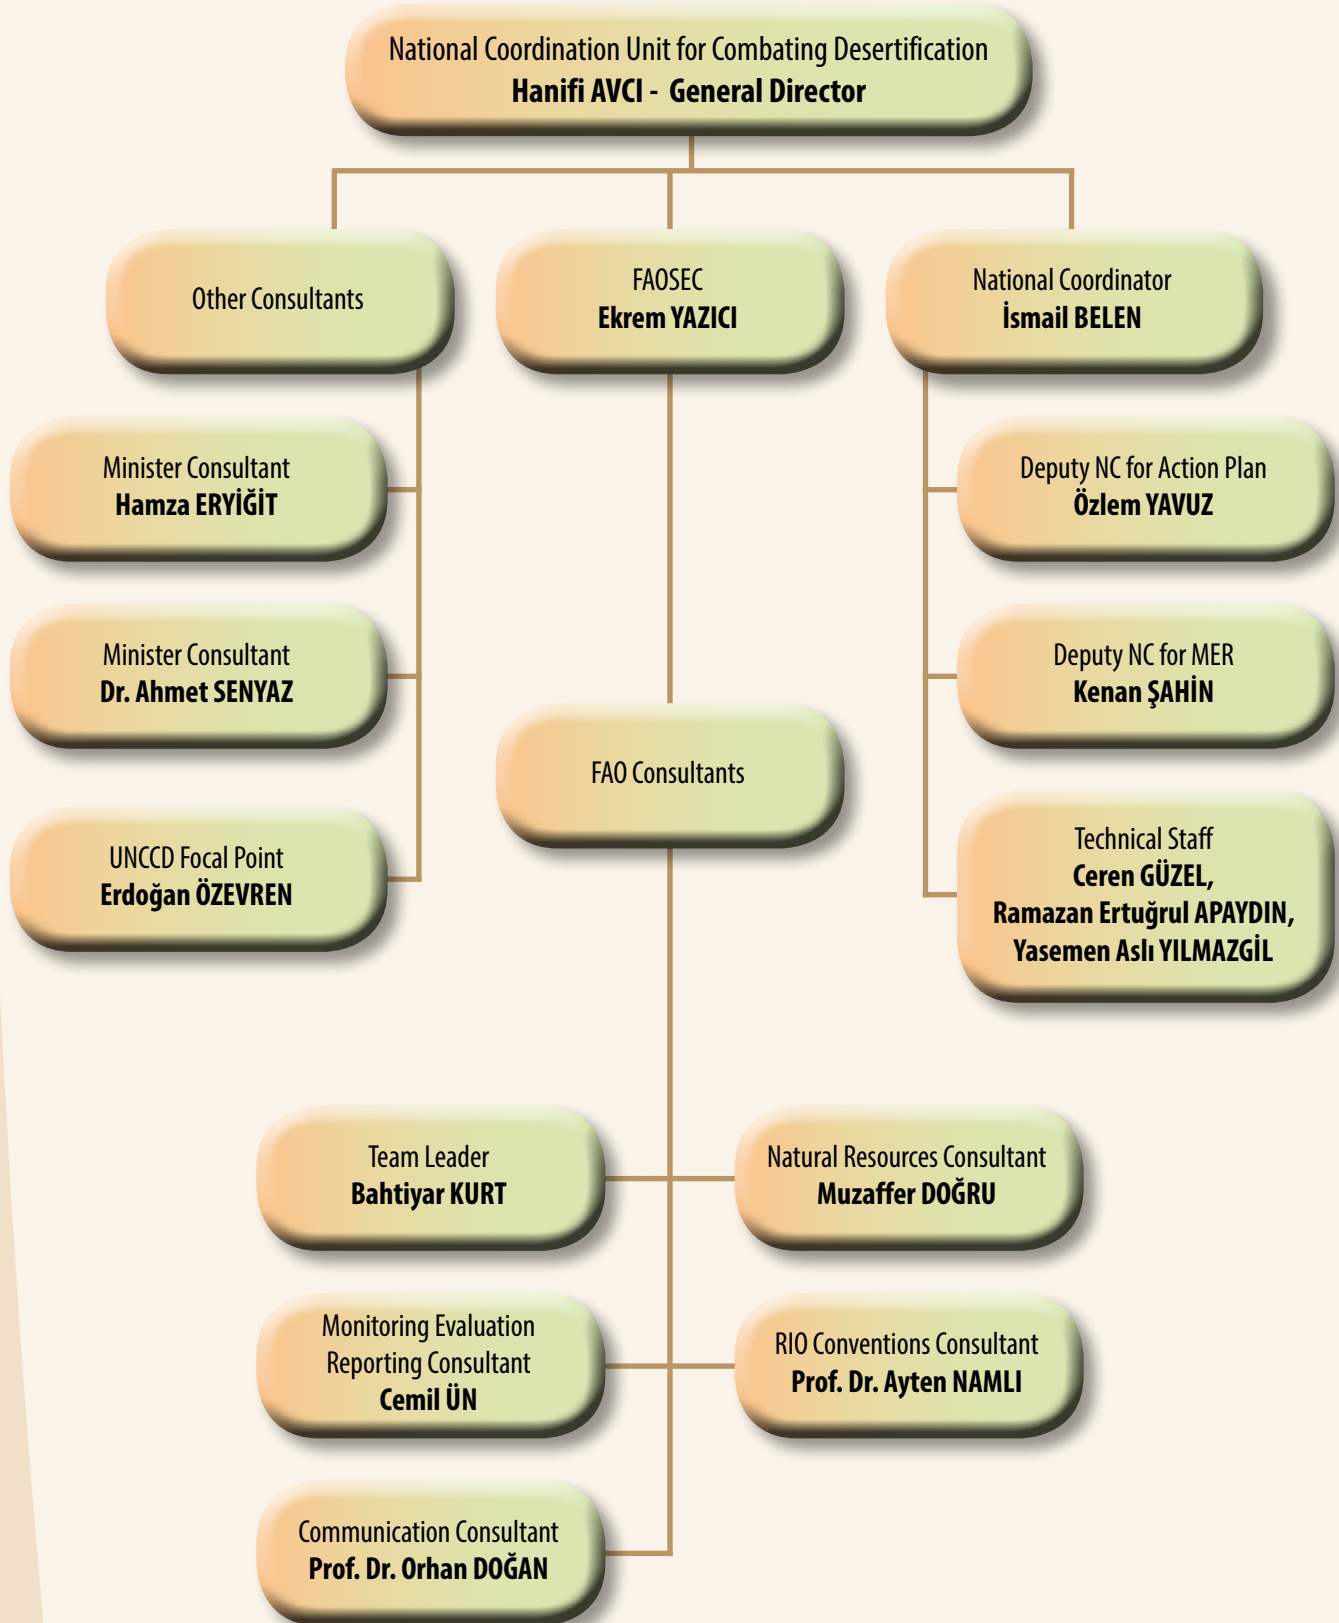 National Coordination Unit for Combating Desertification
Hanifi AVCI - General Director
Other Consultants
FAOSEC
Ekrem YAZICI
National Coordinator
İsmail BELEN
Minister Consultant
Hamza ERYİĞİT
Deputy NC for Action Plan
Özlem YAVUZ
Minister Consultant
Dr. Ahmet SENYAZ
Deputy NC for MER
Kenan ŞAHİN
FAO Consultants
UNCCD Focal Point
Erdoğan ÖZEVREN
Technical Staff
Ceren GÜZEL,
Ramazan Ertuğrul APAYDIN,
Yasemen Aslı YILMAZGİL
Team Leader
Bahtiyar KURT
Natural Resources Consultant
Muzaffer DOĞRU
Monitoring Evaluation
Reporting Consultant
Cemil ÜN
RIO Conventions Consultant
Prof. Dr. Ayten NAMLI
Communication Consultant
Prof. Dr. Orhan DOĞAN